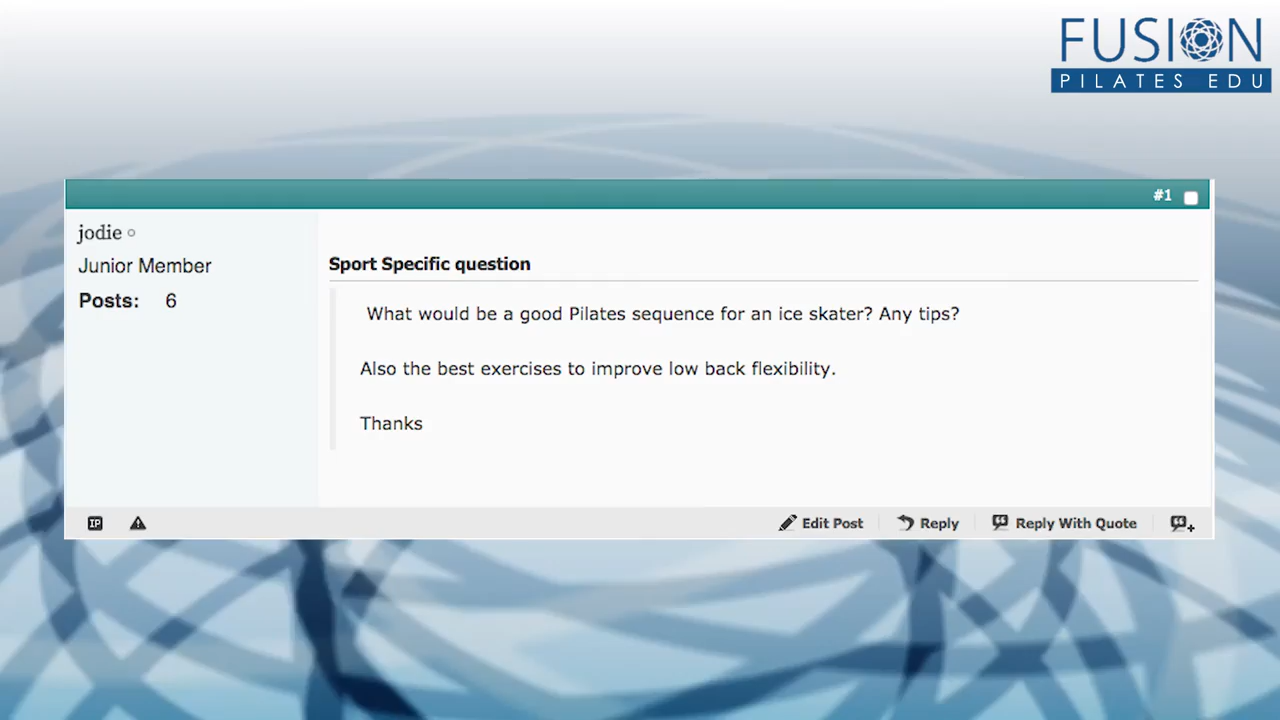 FUSION
PILATES EDU
#1
jodie
Junior Member
Posts: 6
Sport Specific question
What would be a good Pilates sequence for an ice skater? Any tips?
Also the best exercises to improve low back flexibility.
Thanks
IP
Edit Post
Reply
Reply With Quote